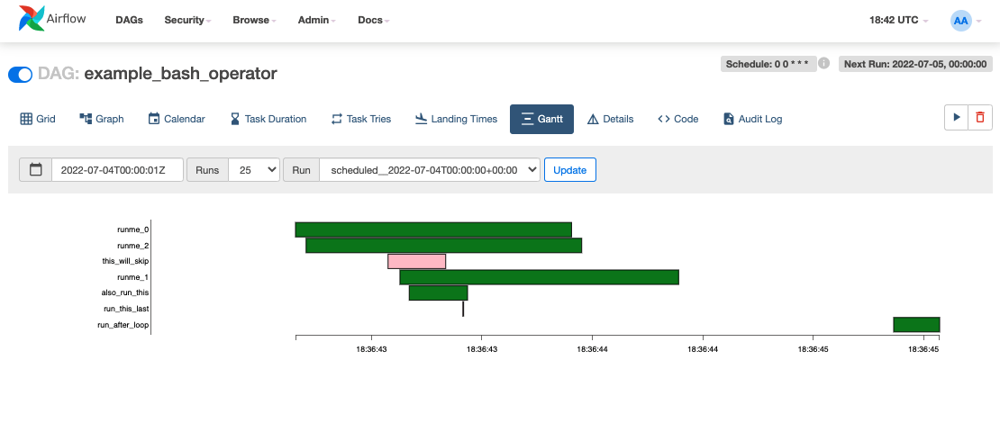 Airflow DAGs Security Browse Admin Docs 18:42 UTC AA
DAG: example_bash_operator Schedule: 0 0 * * * i Next Run: 2022-07-05, 00:00:00
Grid Graph Calendar Task Duration Task Tries Landing Times Gantt Details Code Audit Log
2022-07-04T00:00:01Z Runs 25 Run scheduled__2022-07-04T00:00:00+00:00 Update
runme_0
runme_2
this_will_skip
runme_1
also_run_this
run_this_last
run_after_loop
18:36:43 18:36:43 18:36:44 18:36:44 18:36:45 18:36:45